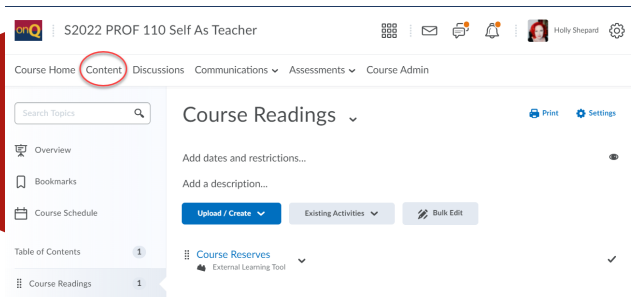 onQ S2022 PROF 110 Self As Teacher Holly Shepard
Course Home Content Discussions Communications Assessments Course Admin
Search Topics
Overview
Bookmarks
Course Schedule
Table of Contents 1
Course Readings 1
Course Readings
Print Settings
Add dates and restrictions...
Add a description...
Upload / Create Existing Activities Bulk Edit
Course Reserves
External Learning Tool